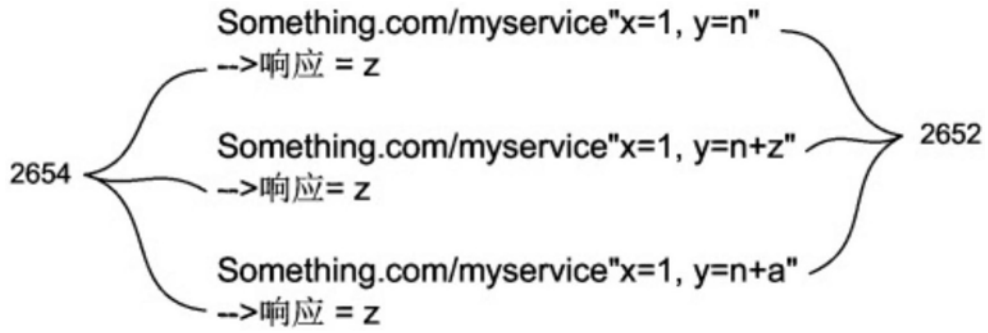 Something.com/myservice"x=1, y=n"
-->响应 = z
Something.com/myservice"x=1, y=n+z"
2652
2654
-->响应= z
Something.com/myservice"x=1, y=n+a"
-->响应 = z